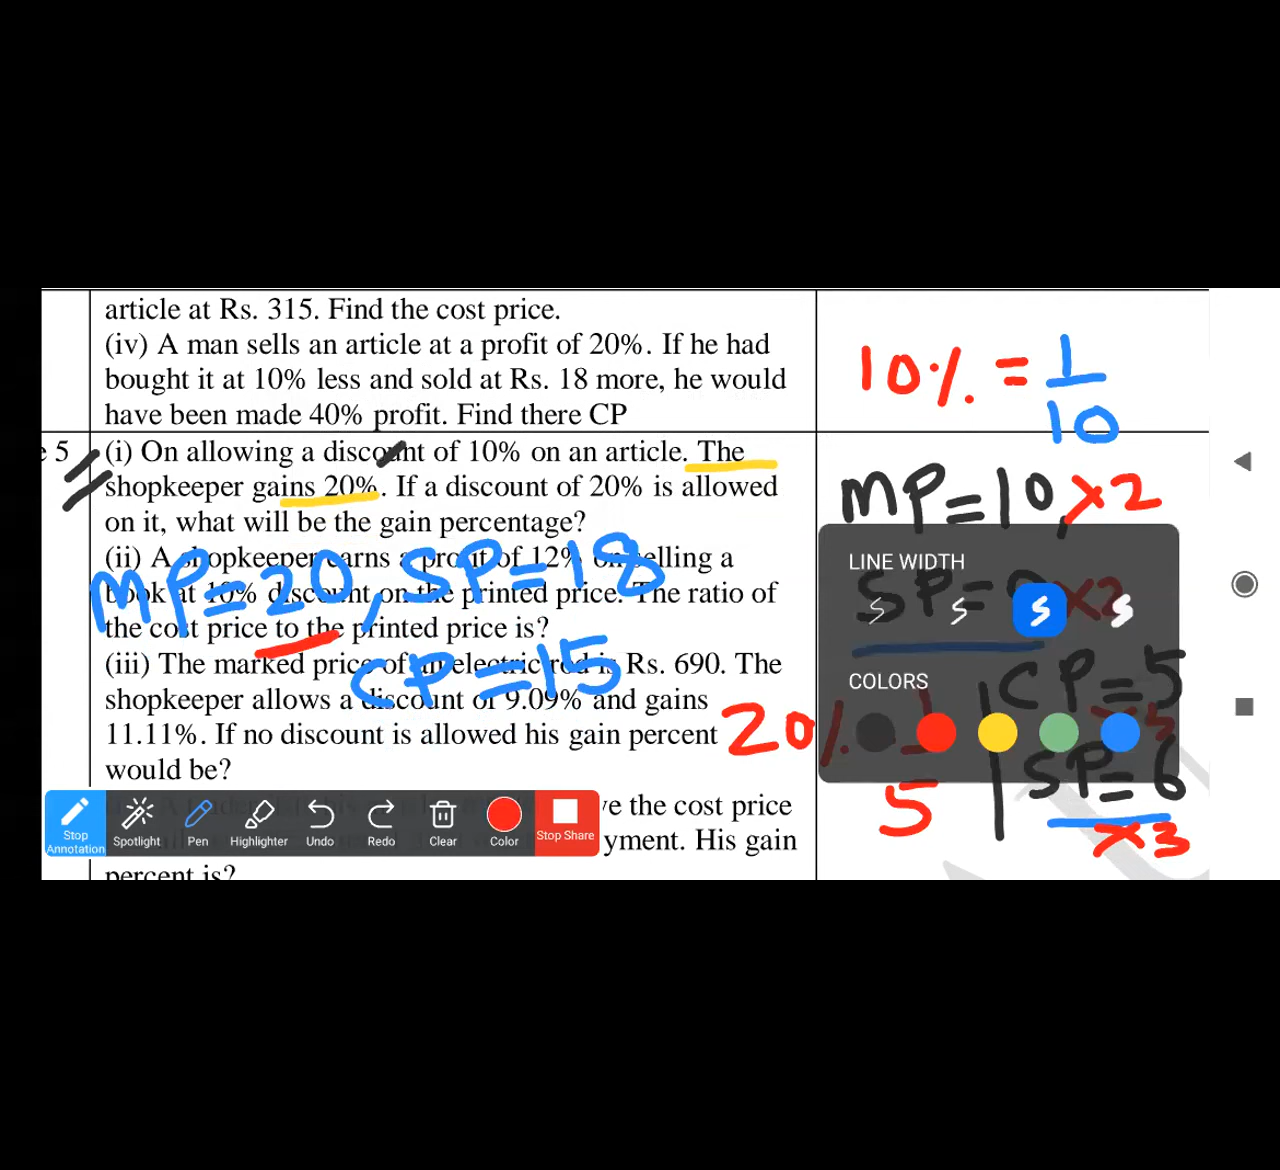 article at Rs. 315. Find the cost price.
(iv) A man sells an article at a profit of 20%. If he had
bought it at 10% less and sold at Rs. 18 more, he would
have been made 40% profit. Find there CP
10% = 1/10
5 (i) On allowing a discount of 10% on an article. The
shopkeeper gains 20%. If a discount of 20% is allowed
on it, what will be the gain percentage?
(ii) A shopkeeper earns a profit of 12% on selling a
book at 10% discount on the printed price. The ratio of
the cost price to the printed price is?
(iii) The marked price of an electric rod is Rs. 690. The
shopkeeper allows a discount of 9.09% and gains
11.11%. If no discount is allowed his gain percent
would be?
ve the cost price
yment. His gain
percent is?
MP=20, SP=18
CP=15
MP=10, ×2
SP=9 ×2
20% 1/5
CP=5
×3
SP=6
×3
LINE WIDTH
COLORS
Stop Annotation
Spotlight
Pen
Highlighter
Undo
Redo
Clear
Color
Stop Share